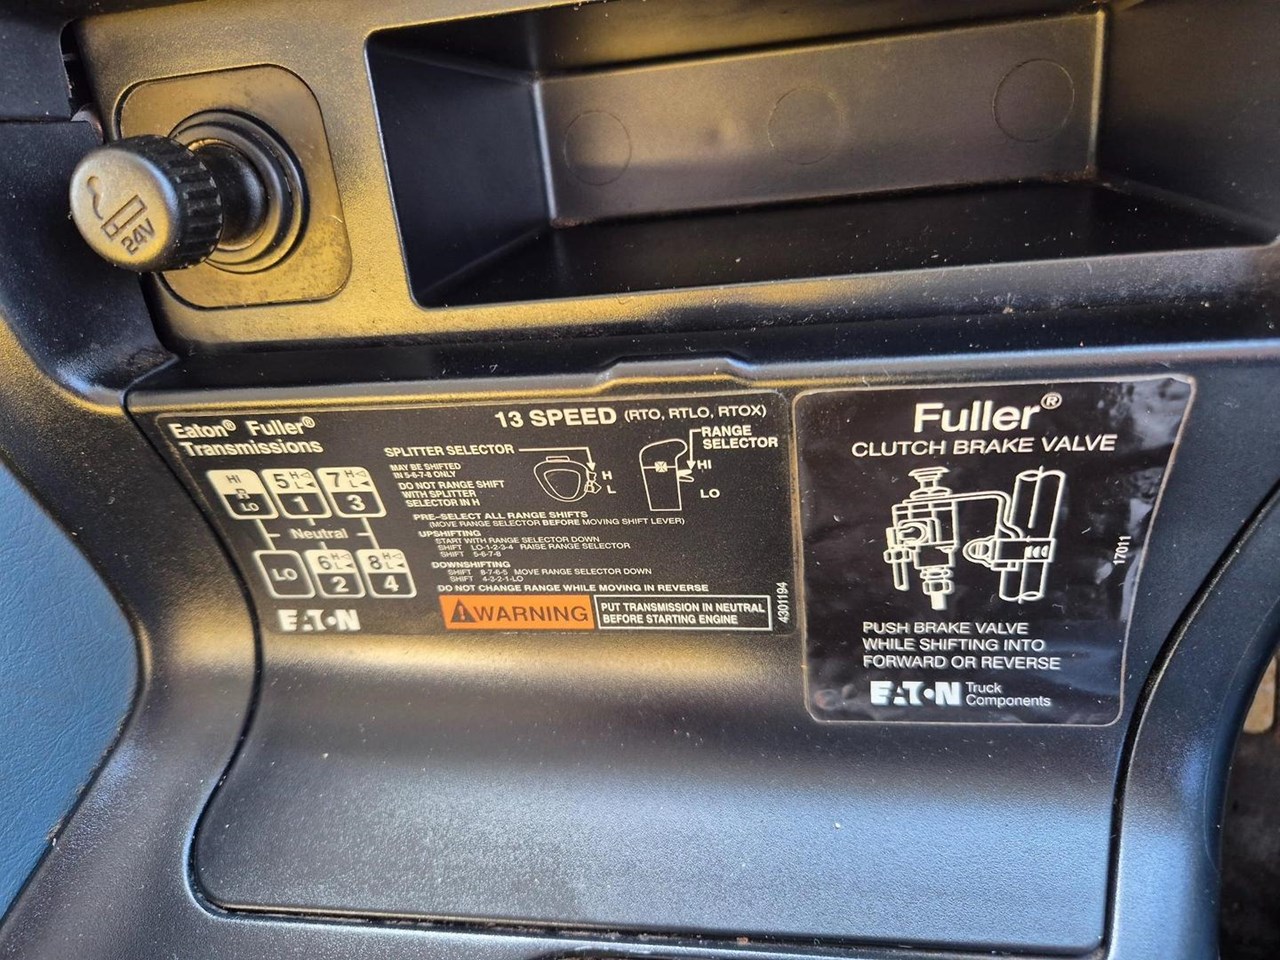 24V
Eaton® Fuller®
Transmissions
13 SPEED (RTO, RTLO, RTOX)
HI
R
LO
5 H
L
1
7 H
L
3
Neutral
LO
6 H
L
2
8 H
L
4
EATON
SPLITTER SELECTOR
MAY BE SHIFTED
IN 5-6-7-8 ONLY
DO NOT RANGE SHIFT
WITH SPLITTER
SELECTOR IN H
H
L
RANGE
SELECTOR
HI
LO
PRE-SELECT ALL RANGE SHIFTS
(MOVE RANGE SELECTOR BEFORE MOVING SHIFT LEVER)
UPSHIFTING
START WITH RANGE SELECTOR DOWN
SHIFT LO-1-2-3-4 RAISE RANGE SELECTOR
SHIFT 5-6-7-8
DOWNSHIFTING
SHIFT 8-7-6-5 MOVE RANGE SELECTOR DOWN
SHIFT 4-3-2-1-LO
DO NOT CHANGE RANGE WHILE MOVING IN REVERSE
WARNING
PUT TRANSMISSION IN NEUTRAL
BEFORE STARTING ENGINE
4301194
Fuller®
CLUTCH BRAKE VALVE
17011
PUSH BRAKE VALVE
WHILE SHIFTING INTO
FORWARD OR REVERSE
EATON Truck
Components